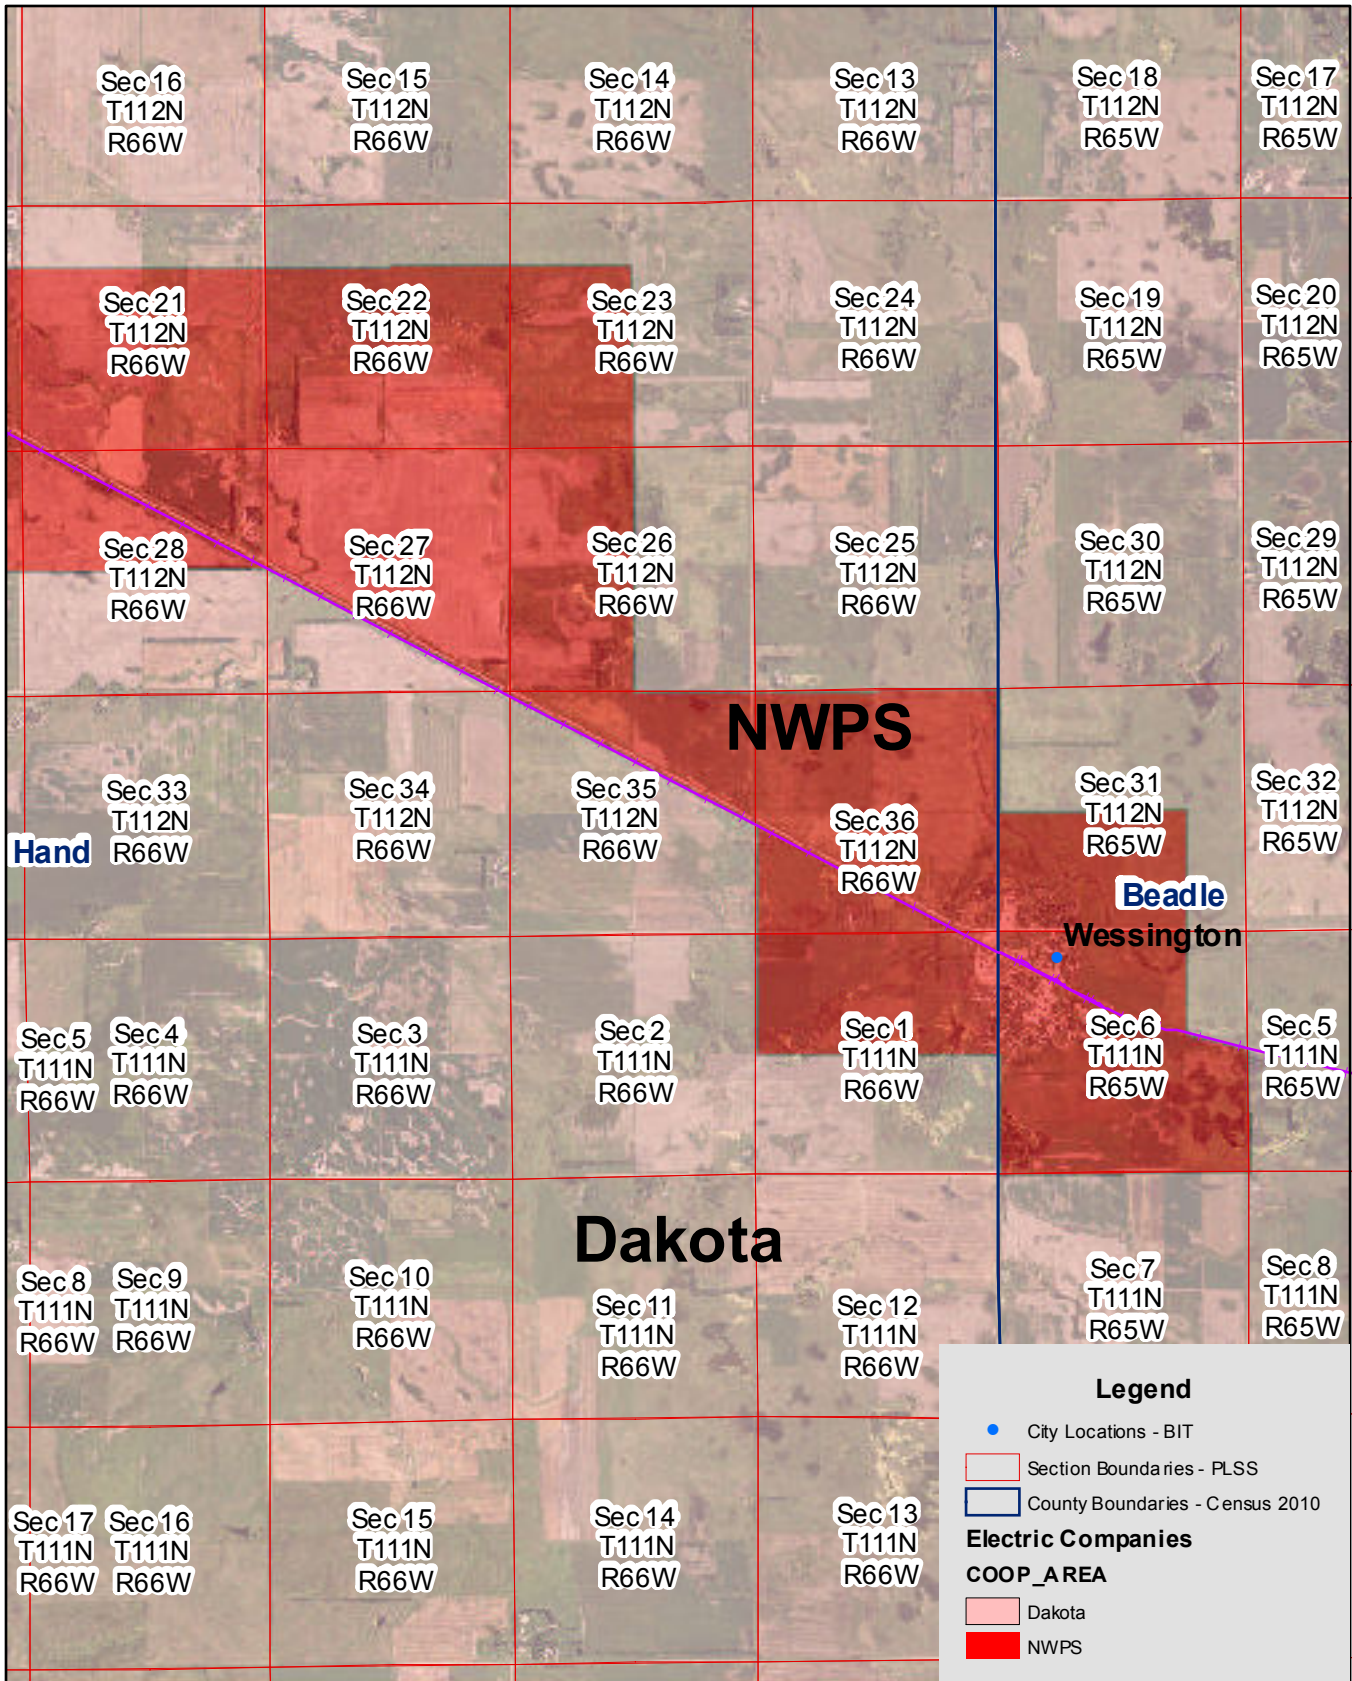 Sec 16
T112N
R66W
Sec 15
T112N
R66W
Sec 14
T112N
R66W
Sec 13
T112N
R66W
Sec 18
T112N
R65W
Sec 17
T112N
R65W
Sec 21
T112N
R66W
Sec 22
T112N
R66W
Sec 23
T112N
R66W
Sec 24
T112N
R66W
Sec 19
T112N
R65W
Sec 20
T112N
R65W
Sec 28
T112N
R66W
Sec 27
T112N
R66W
Sec 26
T112N
R66W
Sec 25
T112N
R66W
Sec 30
T112N
R65W
Sec 29
T112N
R65W
NWPS
Sec 33
T112N
R66W
Sec 34
T112N
R66W
Sec 35
T112N
R66W
Sec 36
T112N
R66W
Sec 31
T112N
R65W
Sec 32
T112N
R65W
Hand
Beadle
Wessington
Sec 5
T111N
R66W
Sec 4
T111N
R66W
Sec 3
T111N
R66W
Sec 2
T111N
R66W
Sec 1
T111N
R66W
Sec 6
T111N
R65W
Sec 5
T111N
R65W
Dakota
Sec 8
T111N
R66W
Sec 9
T111N
R66W
Sec 10
T111N
R66W
Sec 11
T111N
R66W
Sec 12
T111N
R66W
Sec 7
T111N
R65W
Sec 8
T111N
R65W
Sec 17
T111N
R66W
Sec 16
T111N
R66W
Sec 15
T111N
R66W
Sec 14
T111N
R66W
Sec 13
T111N
R66W
Legend
City Locations - BIT
Section Boundaries - PLSS
County Boundaries - Census 2010
Electric Companies
COOP_AREA
Dakota
NWPS